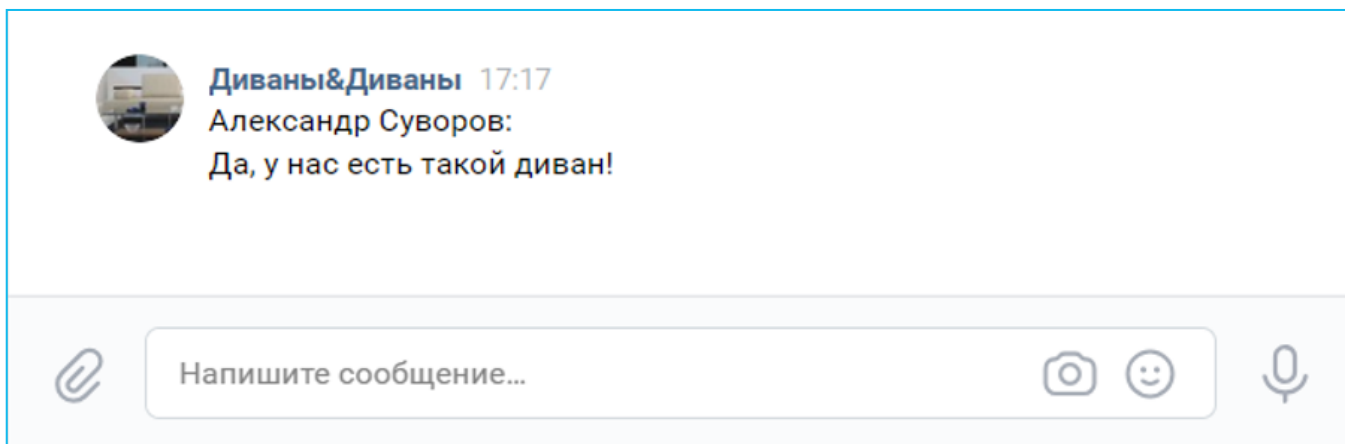 Диваны&Диваны 17:17
Александр Суворов:
Да, у нас есть такой диван!
Напишите сообщение...